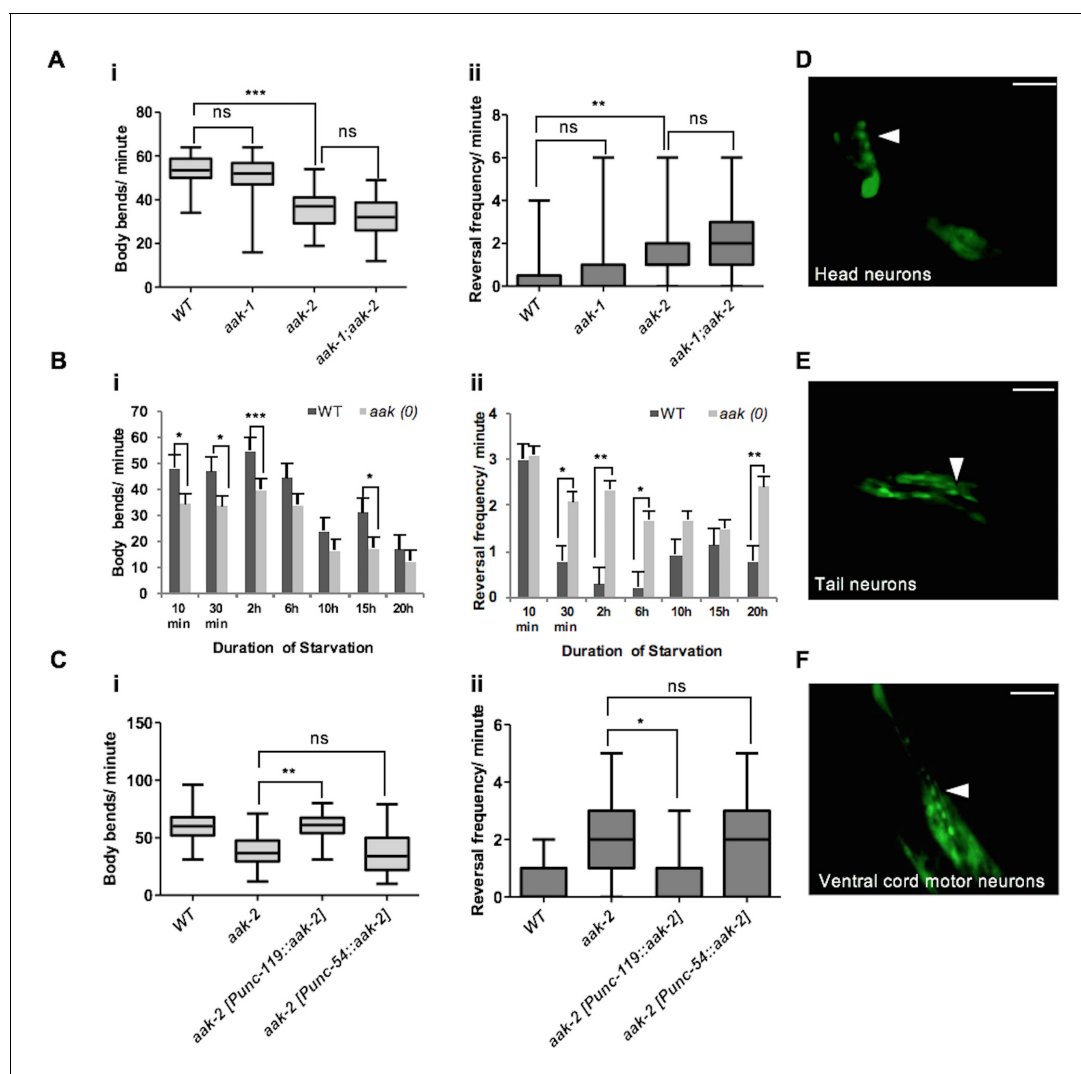 A
i
Body bends/ minute
80
60
40
20
0
***
ns
ns
WT
aak-1
aak-2
aak-1;aak-2
ii
Reversal frequency/ minute
8
6
4
2
0
**
ns
ns
WT
aak-1
aak-2
aak-1;aak-2
D
Head neurons
B
i
WT
aak (0)
Body bends/ minute
70
60
50
40
30
20
10
0
*
*
***
*
10 min
30 min
2h
6h
10h
15h
20h
Duration of Starvation
ii
WT
aak (0)
Reversal frequency/ minute
4
3
2
1
0
*
**
*
**
10 min
30 min
2h
6h
10h
15h
20h
Duration of Starvation
E
Tail neurons
C
i
Body bends/ minute
150
100
50
0
ns
**
WT
aak-2
aak-2 [Punc-119::aak-2]
aak-2 [Punc-54::aak-2]
ii
Reversal frequency/ minute
6
4
2
0
ns
*
WT
aak-2
aak-2 [Punc-119::aak-2]
aak-2 [Punc-54::aak-2]
F
Ventral cord motor neurons